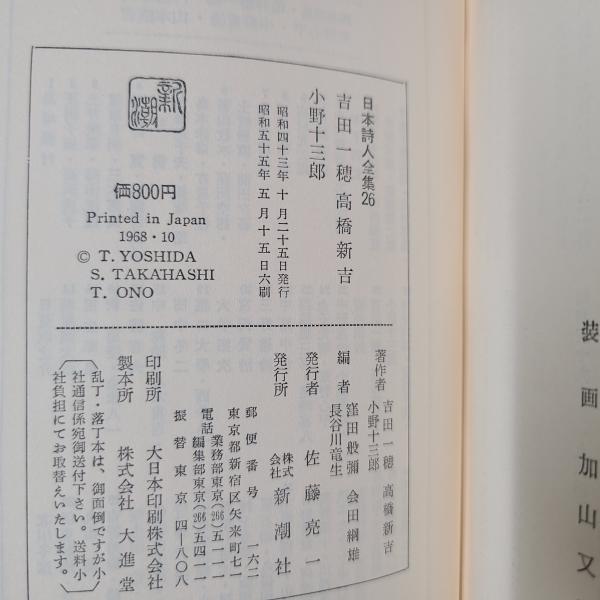 装画 加山又
日本詩人全集26
吉田一穂 高橋新吉
小野十三郎
昭和四十三年 十 月二十五日発行
昭和五十五年 五 月 十五 日六刷
新潮
価800円
Printed in Japan
1968・10
© T. YOSHIDA
S. TAKAHASHI
T. ONO
著作者 吉田一穂 高橋新吉
小野十三郎
編者 窪田般彌 会田綱雄
長谷川竜生
発行者 佐藤亮一
発行所 株式会社 新潮社
郵便番号 一六二
東京都新宿区矢来町七一
電話 業務部東京(266)五一一一
編集部東京(266)五四一一
振替東京四―八〇八
印刷所 大日本印刷株式会社
製本所 株式会社 大進堂
乱丁・落丁本は、御面倒ですが小
社通信係宛御送付下さい。送料小
社負担にてお取替えいたします。